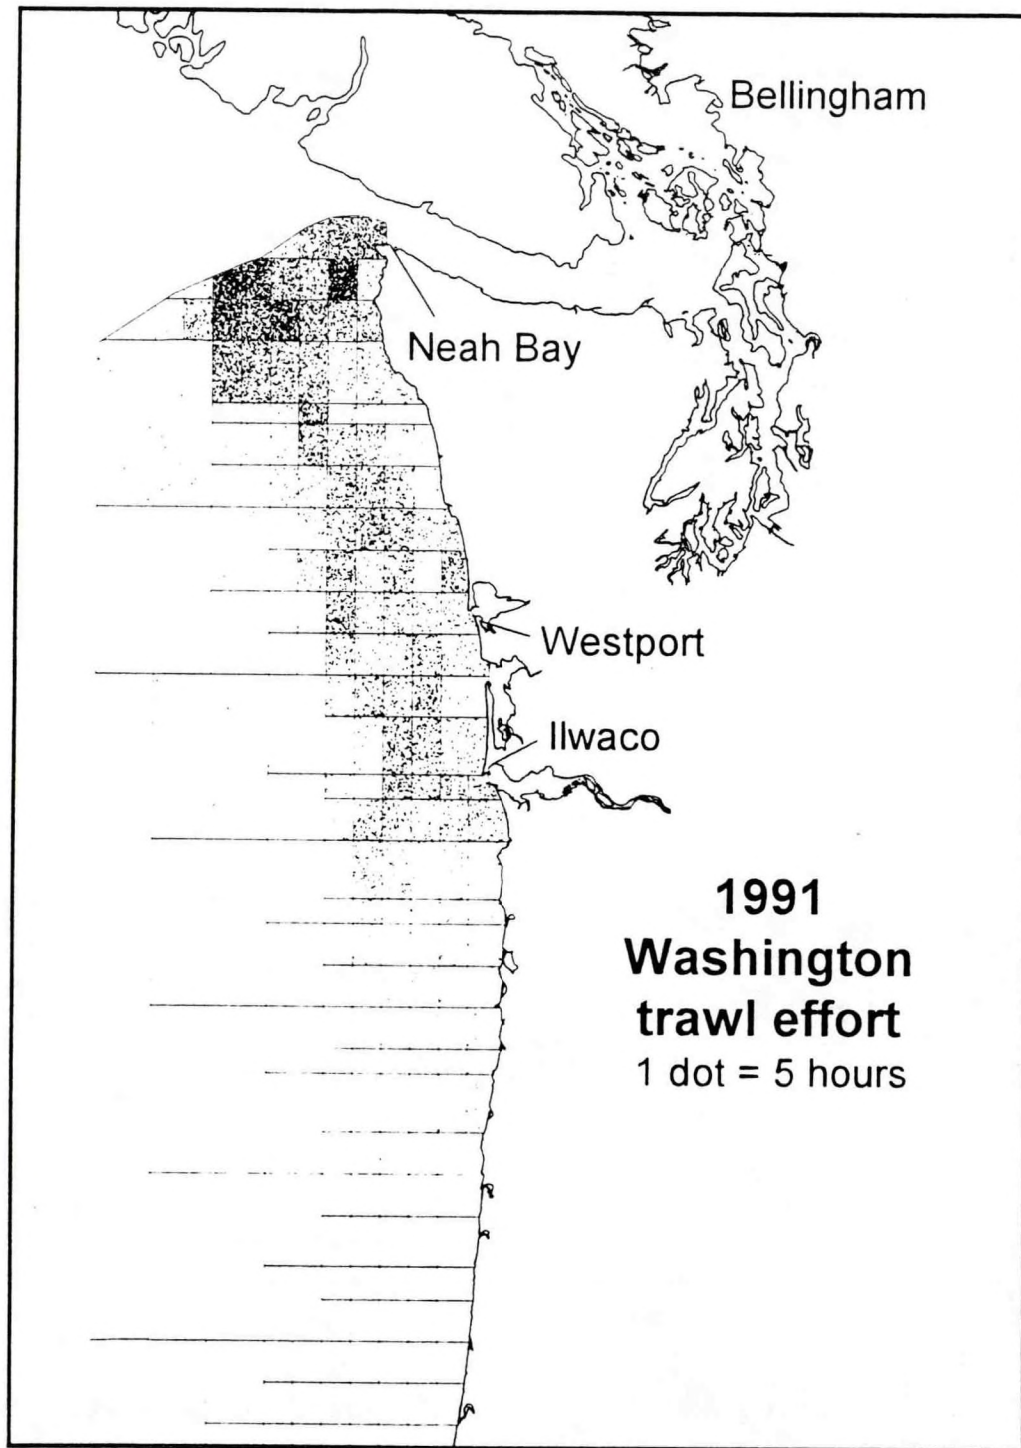 Bellingham
Neah Bay
Westport
Ilwaco
1991
Washington
trawl effort
1 dot = 5 hours